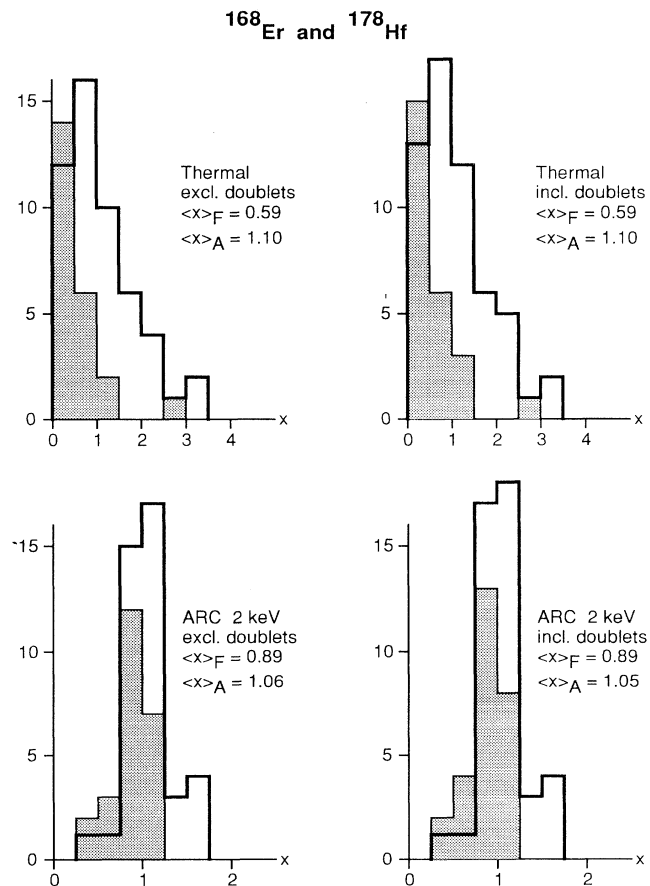 168Er and 178Hf
15
10
5
0
0 1 2 3 4 x
Thermal
excl. doublets
<x>F = 0.59
<x>A = 1.10
10
5
0
0 1 2 3 4 x
Thermal
incl. doublets
<x>F = 0.59
<x>A = 1.10
15
10
5
0
0 1 2 x
ARC 2 keV
excl. doublets
<x>F = 0.89
<x>A = 1.06
15
10
5
0
0 1 2 x
ARC 2 keV
incl. doublets
<x>F = 0.89
<x>A = 1.05